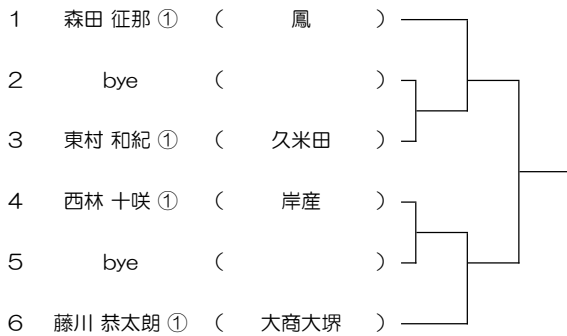 1 森田 征那 ① ( 鳳 )
2 bye ( )
3 東村 和紀 ① ( 久米田 )
4 西林 十咲 ① ( 岸産 )
5 bye ( )
6 藤川 恭太朗 ① ( 大商大堺 )